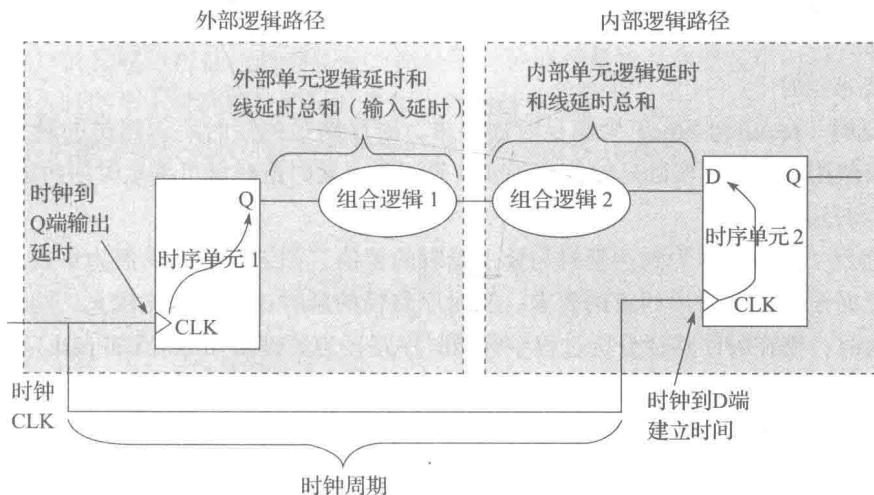 外部逻辑路径
内部逻辑路径
外部单元逻辑延时和
线延时总和（输入延时）
内部单元逻辑延时
和线延时总和
时钟到
Q端输出
延时
Q
组合逻辑 1
组合逻辑 2
D
Q
时序单元 1
时序单元 2
CLK
CLK
时钟
CLK
时钟到D端
建立时间
时钟周期